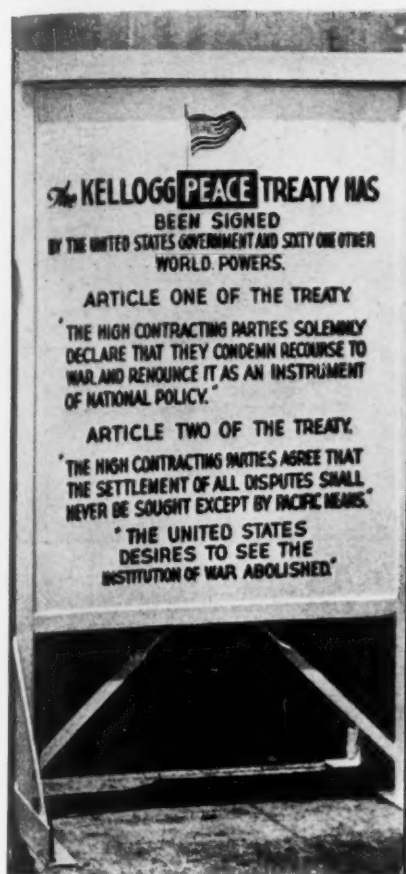 The KELLOGG PEACE TREATY HAS
BEEN SIGNED
BY THE UNITED STATES GOVERNMENT AND SIXTY ONE OTHER
WORLD POWERS.
ARTICLE ONE OF THE TREATY.
"THE HIGH CONTRACTING PARTIES SOLEMNLY
DECLARE THAT THEY CONDEMN RECOURSE TO
WAR, AND RENOUNCE IT AS AN INSTRUMENT
OF NATIONAL POLICY."
ARTICLE TWO OF THE TREATY.
"THE HIGH CONTRACTING PARTIES AGREE THAT
THE SETTLEMENT OF ALL DISPUTES SHALL
NEVER BE SOUGHT EXCEPT BY PACIFIC MEANS."
"THE UNITED STATES
DESIRES TO SEE THE
INSTITUTION OF WAR ABOLISHED."